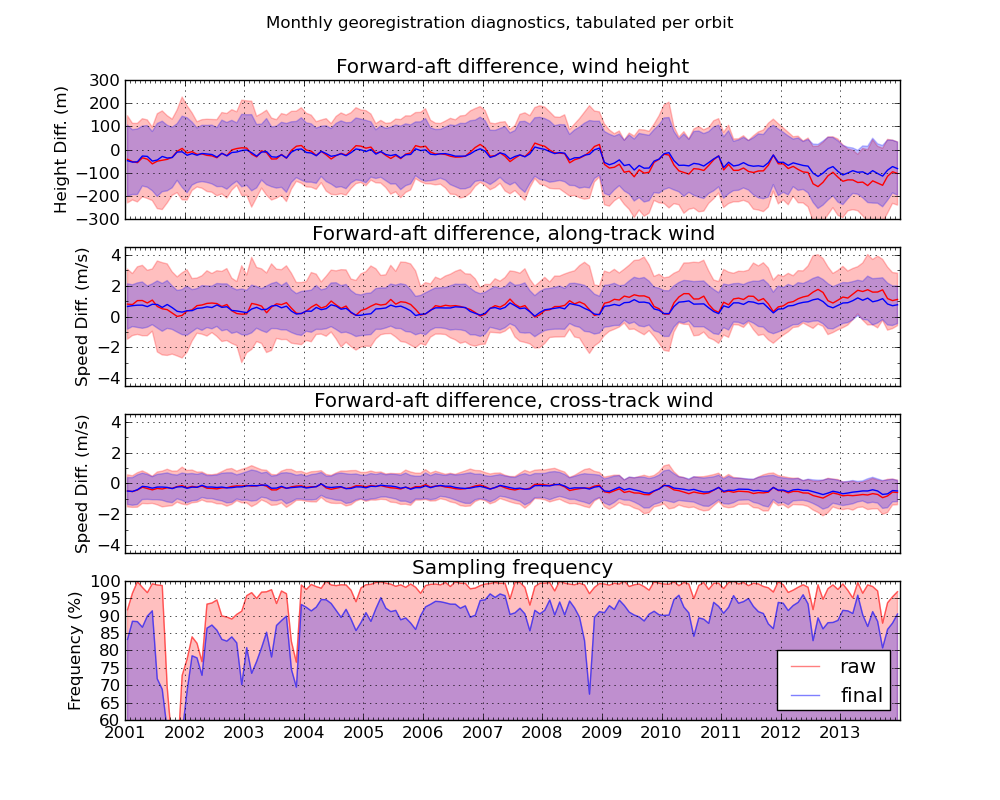 Monthly georegistration diagnostics, tabulated per orbit
Forward-aft difference, wind height
Height Diff. (m)
300
200
100
0
−100
−200
−300
Forward-aft difference, along-track wind
Speed Diff. (m/s)
4
2
0
−2
−4
Forward-aft difference, cross-track wind
Speed Diff. (m/s)
4
2
0
−2
−4
Sampling frequency
Frequency (%)
100
95
90
85
80
75
70
65
60
raw
final
2001 2002 2003 2004 2005 2006 2007 2008 2009 2010 2011 2012 2013